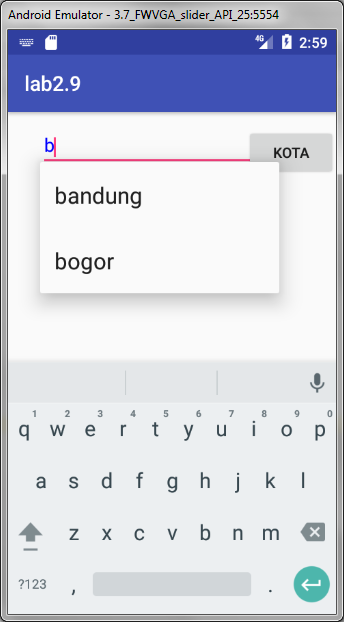 Android Emulator - 3.7_FWVGA_slider_API_25:5554
4G 2:59
lab2.9
b KOTA
bandung
bogor
1 2 3 4 5 6 7 8 9 0
q w e r t y u i o p
a s d f g h j k l
z x c v b n m
?123 , .